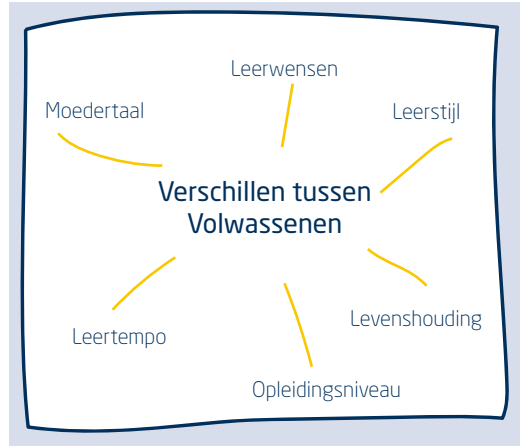 Leerwensen
Moedertaal
Leerstijl
Verschillen tussen
Volwassenen
Levenshouding
Leertempo
Opleidingsniveau